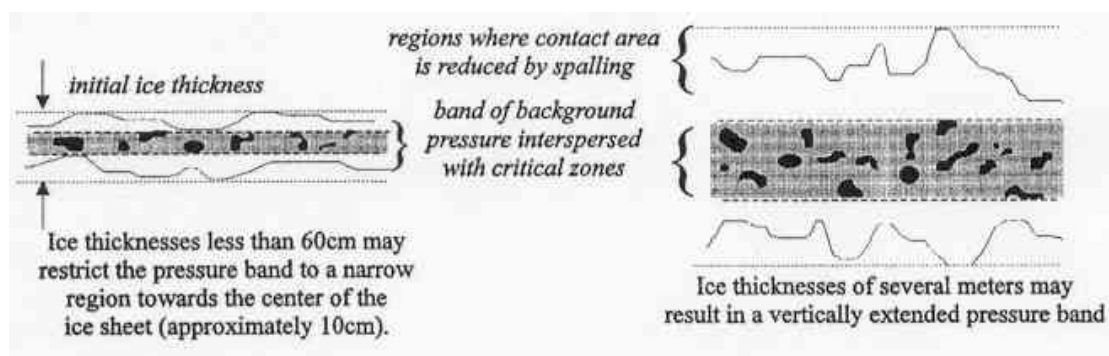 initial ice thickness
regions where contact area
is reduced by spalling
band of background
pressure interspersed
with critical zones
Ice thicknesses less than 60cm may
restrict the pressure band to a narrow
region towards the center of the
ice sheet (approximately 10cm).
Ice thicknesses of several meters may
result in a vertically extended pressure band